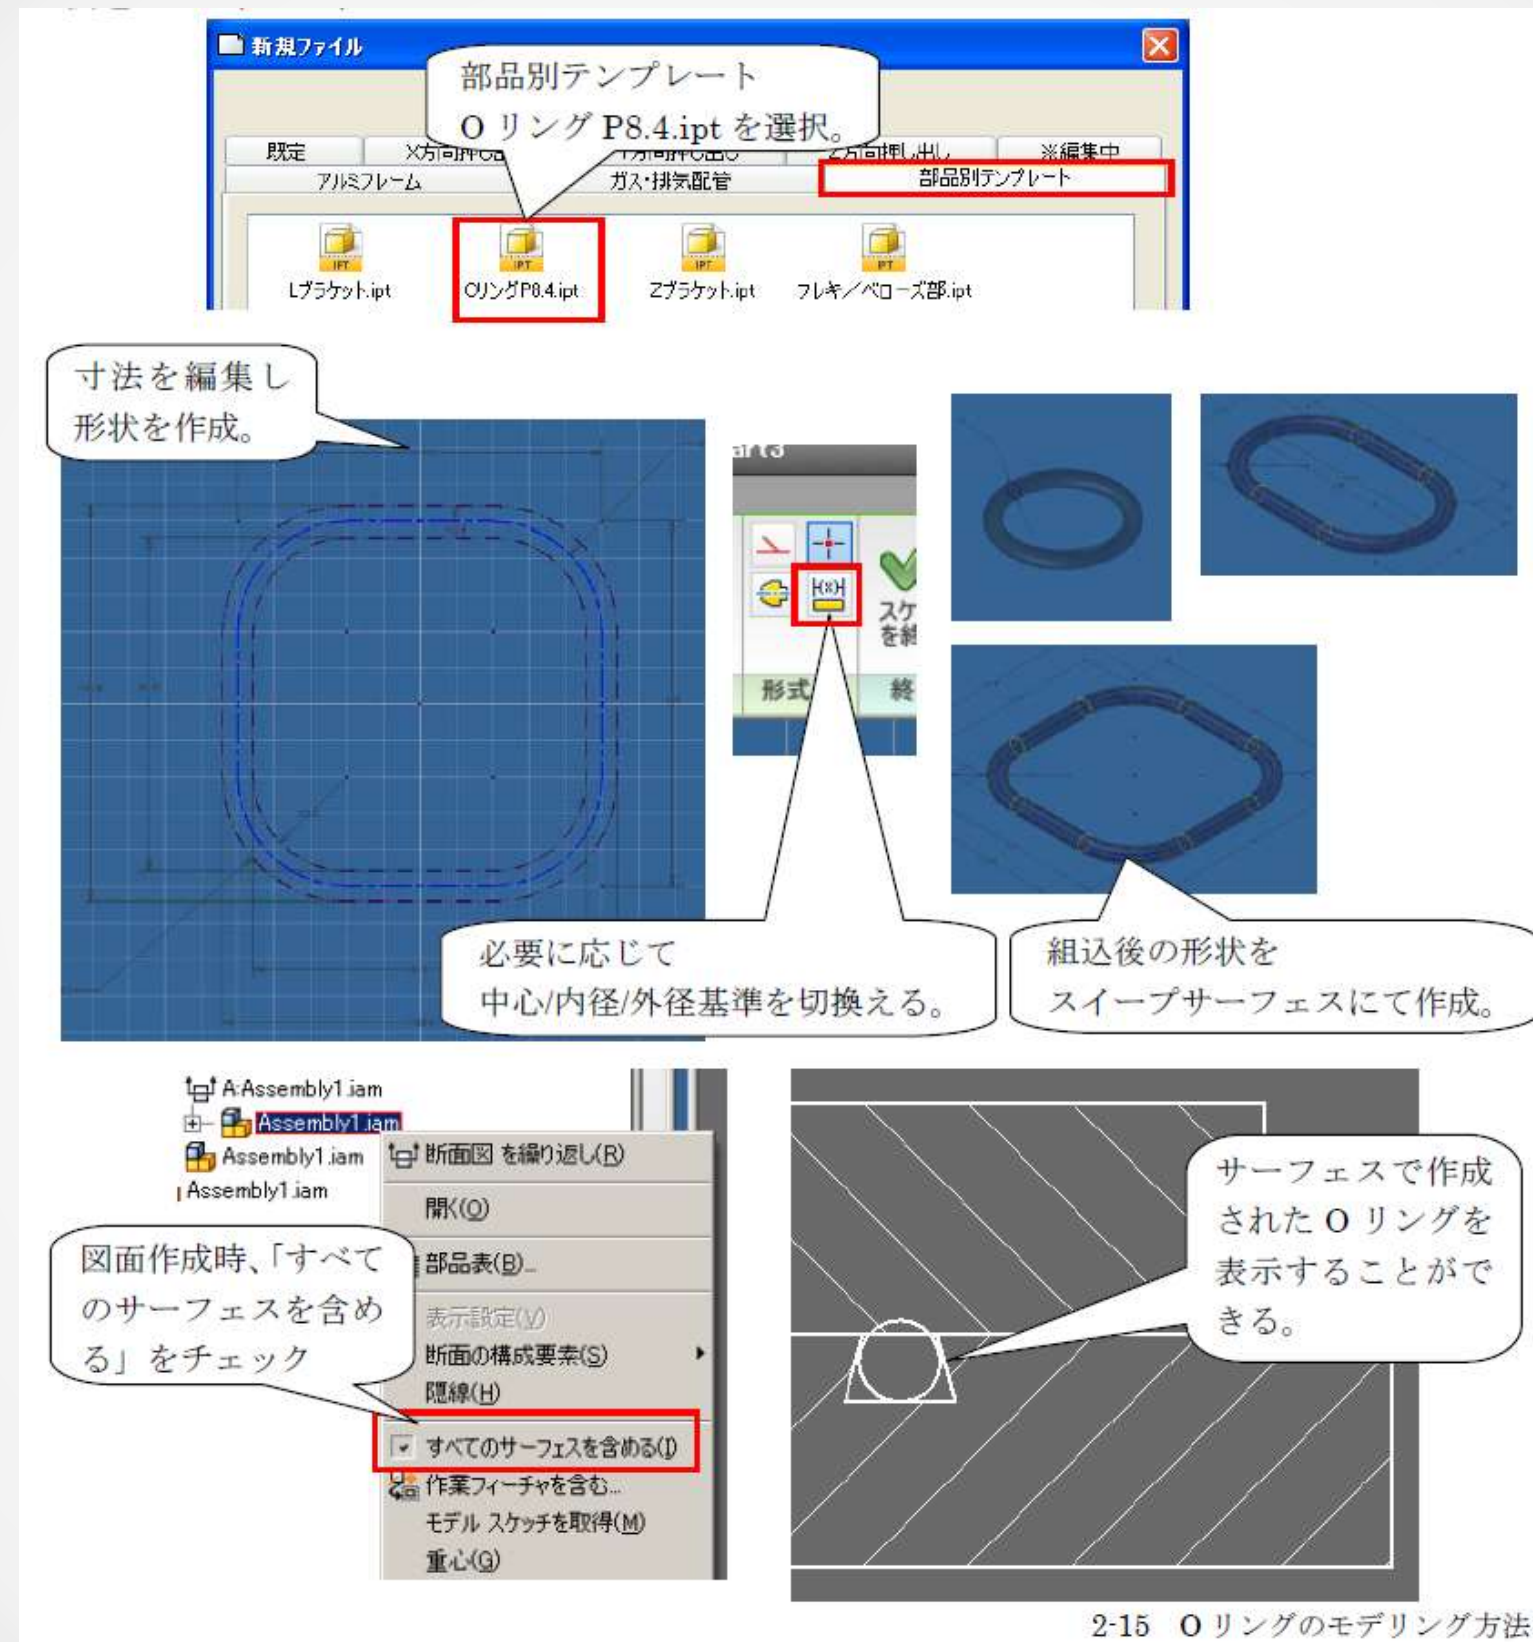 新規ファイル
部品別テンプレート
O リング P8.4.ipt を選択。
既定
※編集中
アルミフレーム
ガス・排気配管
部品別テンプレート
IPT
IPT
IPT
IPT
Lブラケット.ipt
OリングP8.4.ipt
Zブラケット.ipt
フレキ/ベローズ部.ipt
寸法を編集し
形状を作成。
形式
終
必要に応じて
中心/内径/外径基準を切換える。
組込後の形状を
スイープサーフェスにて作成。
A:Assembly1.iam
Assembly1.iam
Assembly1.iam
Assembly1.iam
断面図 を繰り返し(R)
開く(O)
部品表(B)...
表示設定(V)
断面の構成要素(S)
隠線(H)
すべてのサーフェスを含める(I)
作業フィーチャを含む...
モデル スケッチを取得(M)
重心(G)
図面作成時、「すべて
のサーフェスを含め
る」をチェック
サーフェスで作成
された O リングを
表示することがで
きる。
2-15 O リングのモデリング方法